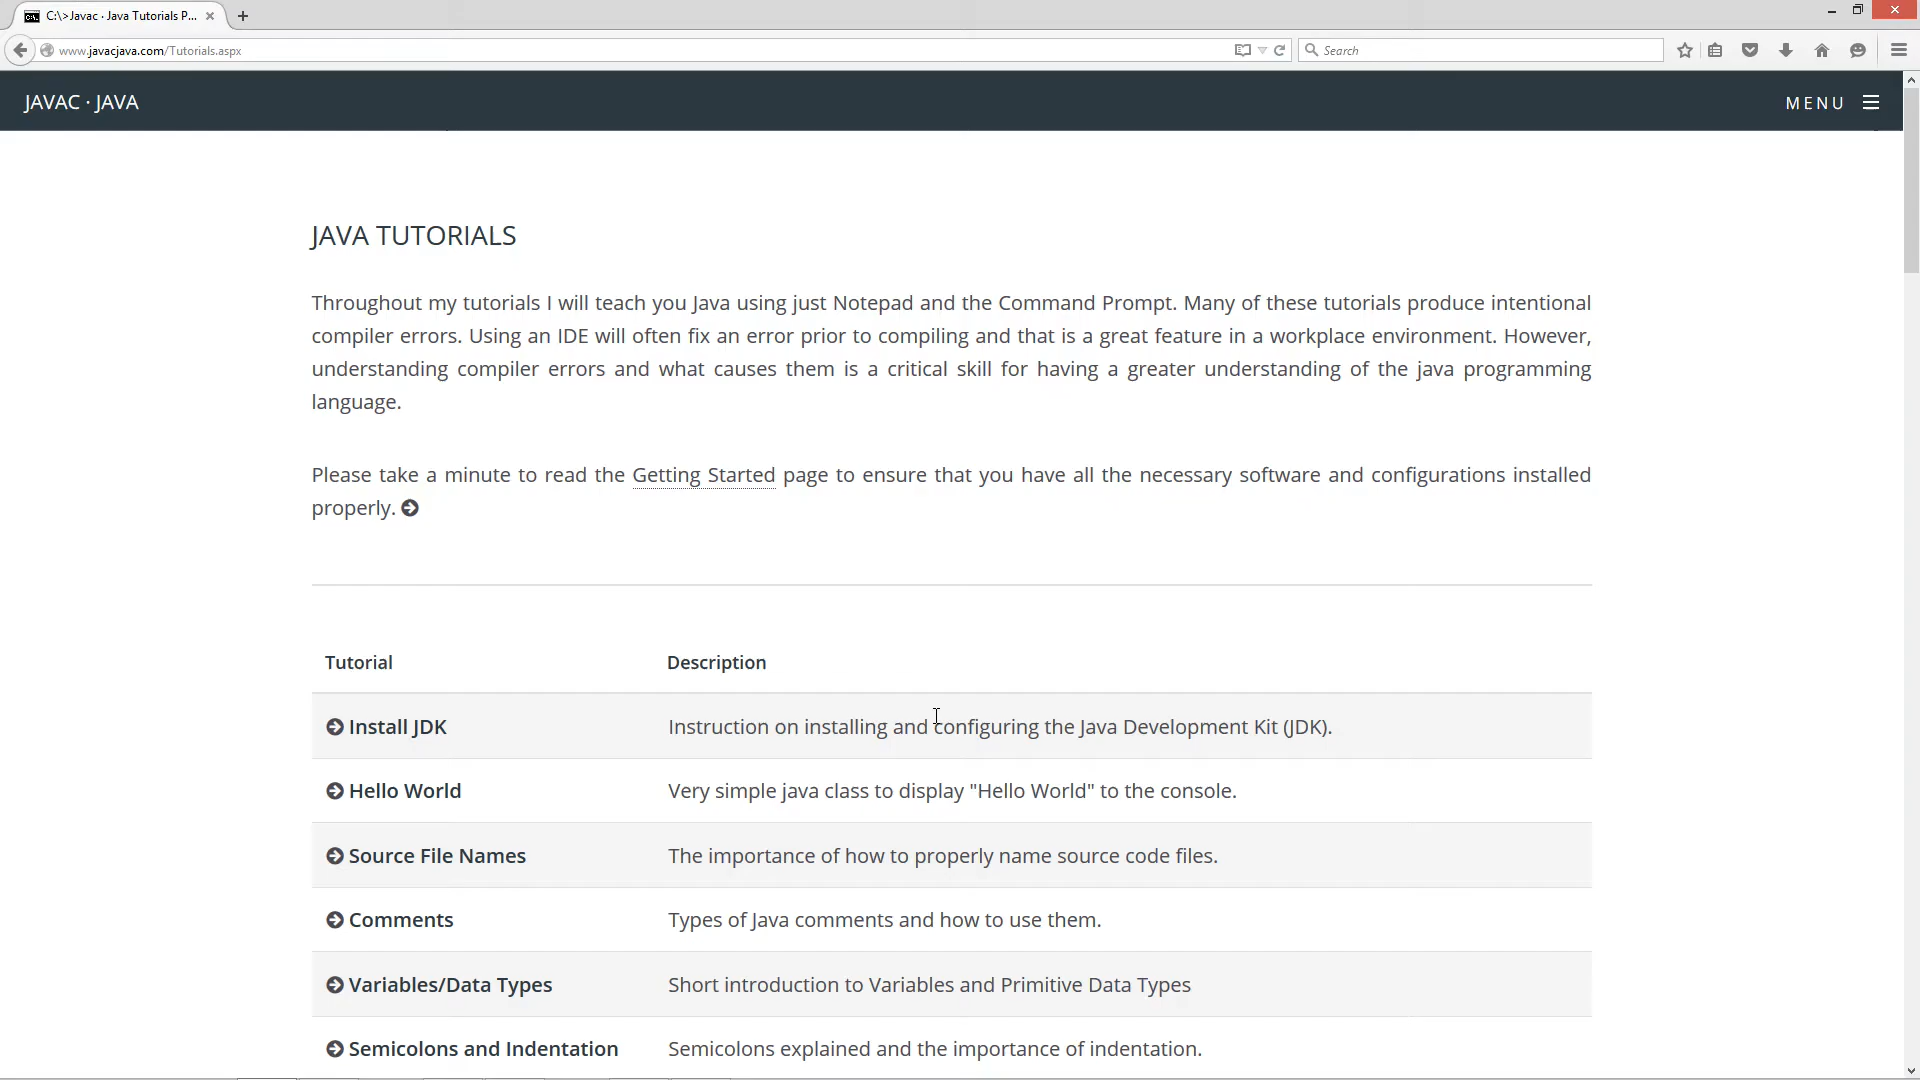 C:\>Javac · Java Tutorials P...
www.javacjava.com/Tutorials.aspx
Search
JAVAC · JAVA
MENU
JAVA TUTORIALS
Throughout my tutorials I will teach you Java using just Notepad and the Command Prompt. Many of these tutorials produce intentional
compiler errors. Using an IDE will often fix an error prior to compiling and that is a great feature in a workplace environment. However,
understanding compiler errors and what causes them is a critical skill for having a greater understanding of the java programming
language.
Please take a minute to read the Getting Started page to ensure that you have all the necessary software and configurations installed
properly.
Tutorial Description
Install JDK Instruction on installing and configuring the Java Development Kit (JDK).
Hello World Very simple java class to display "Hello World" to the console.
Source File Names The importance of how to properly name source code files.
Comments Types of Java comments and how to use them.
Variables/Data Types Short introduction to Variables and Primitive Data Types
Semicolons and Indentation Semicolons explained and the importance of indentation.